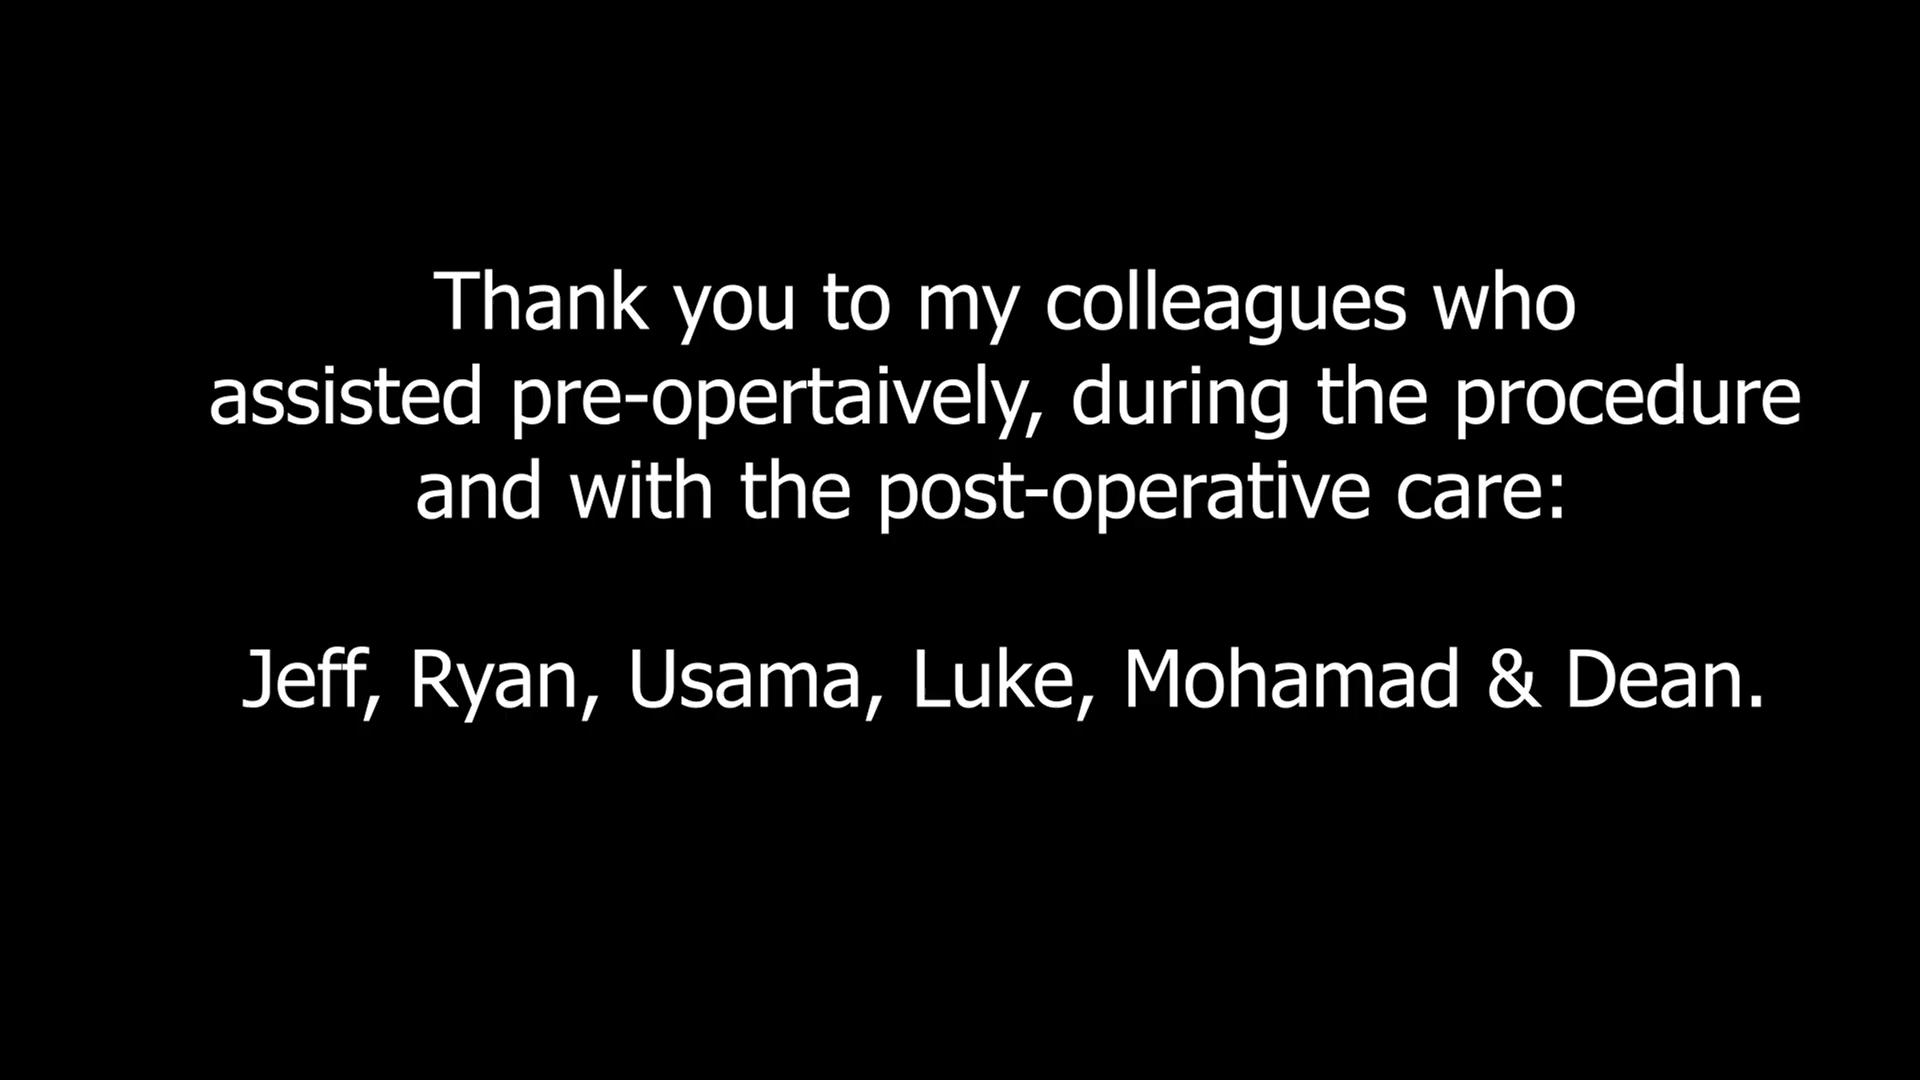 Thank you to my colleagues who
assisted pre-opertaively, during the procedure
and with the post-operative care:
Jeff, Ryan, Usama, Luke, Mohamad & Dean.